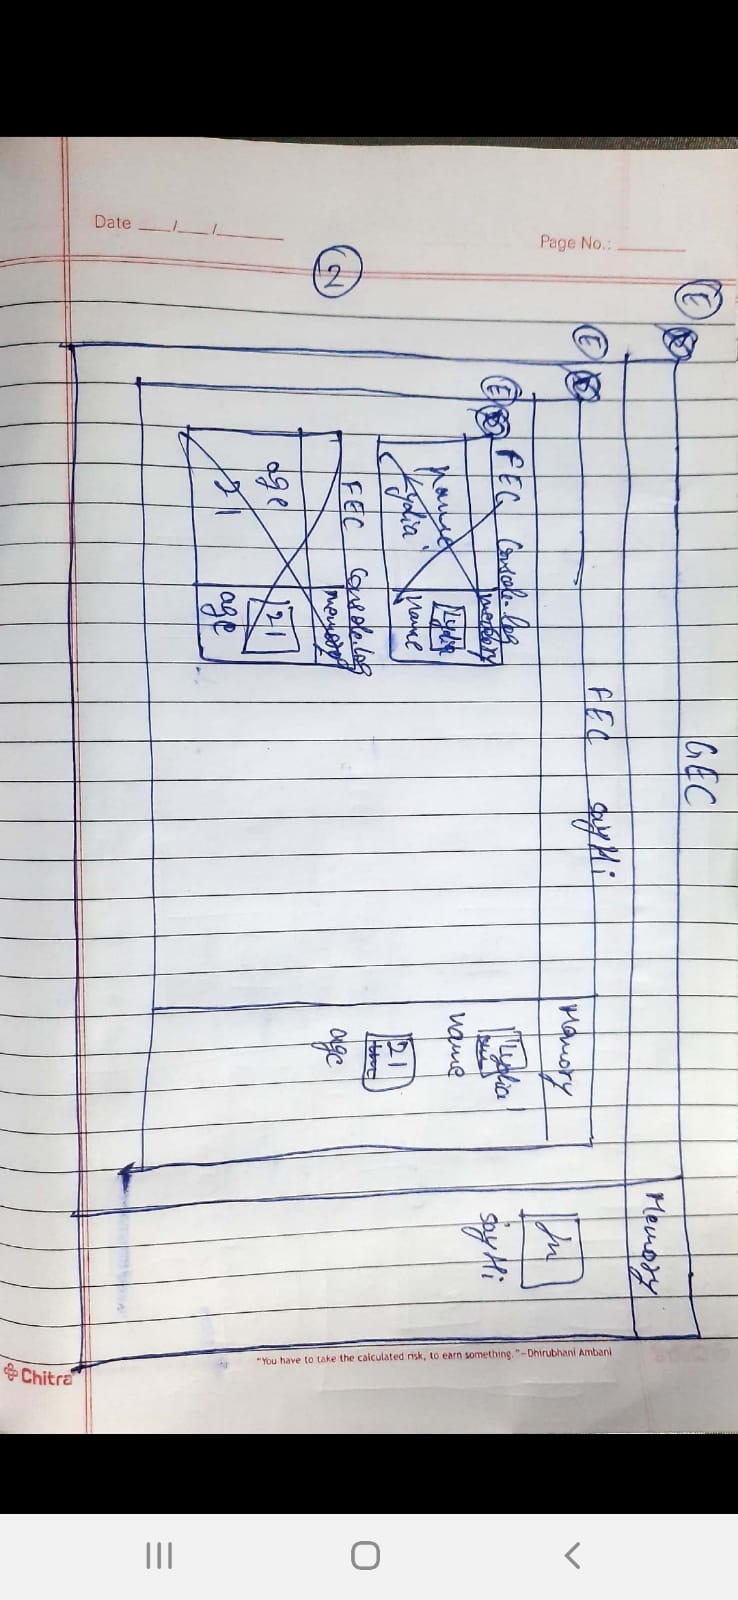 Date __/__/____
Page No.: ______
2
E
GEC
Memory
E
FEC sayHi
Memory
E
FEC Console.log
memory
name
Lydia'
Lydia
name
FEC Console.log
memory
age
21
21
age
'Lydia'
name
21
age
fn
sayHi
"You have to take the calculated risk, to earn something."-Dhirubhani Ambani
Chitra